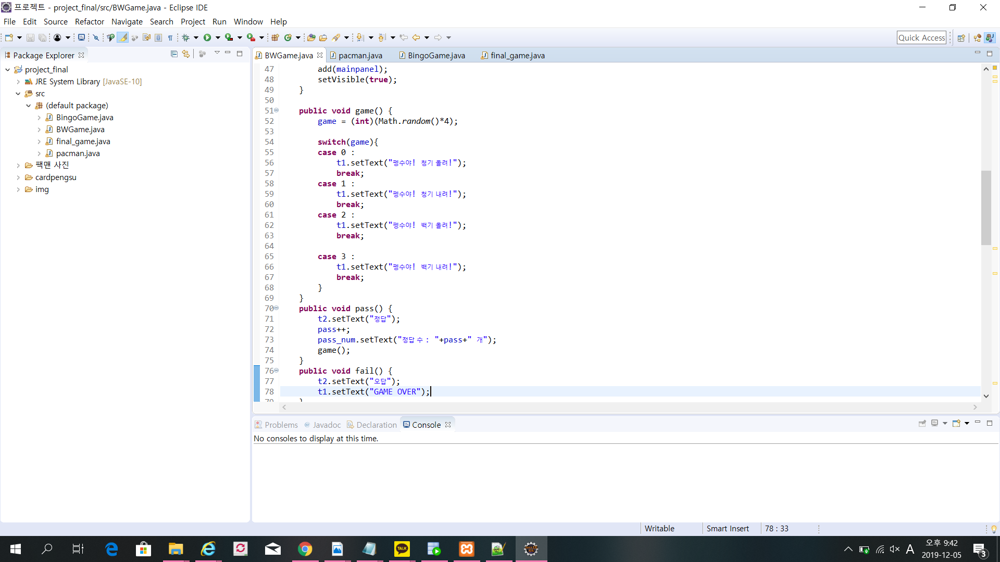 프로젝트 - project_final/src/BWGame.java - Eclipse IDE
File Edit Source Refactor Navigate Search Project Run Window Help
Quick Access
Package Explorer
project_final
JRE System Library [JavaSE-10]
src
(default package)
BingoGame.java
BWGame.java
final_game.java
pacman.java
팩맨 사진
cardpengsu
img
BWGame.java pacman.java BingoGame.java final_game.java
47 add(mainpanel);
48 setVisible(true);
49 }
50
51 public void game() {
52 game = (int)(Math.random()*4);
53
54 switch(game){
55 case 0 :
56 t1.setText("펭수야! 청기 올려!");
57 break;
58 case 1 :
59 t1.setText("펭수야! 청기 내려!");
60 break;
61 case 2 :
62 t1.setText("펭수야! 백기 올려!");
63 break;
64
65 case 3 :
66 t1.setText("펭수야! 백기 내려!");
67 break;
68 }
69 }
70 public void pass() {
71 t2.setText("정답");
72 pass++;
73 pass_num.setText("정답 수 : "+pass+" 개");
74 game();
75 }
76 public void fail() {
77 t2.setText("오답");
78 t1.setText("GAME OVER");
79 }
Problems @ Javadoc Declaration Console
No consoles to display at this time.
Writable Smart Insert 78 : 33
TALK
A
오후 9:42
2019-12-05
3